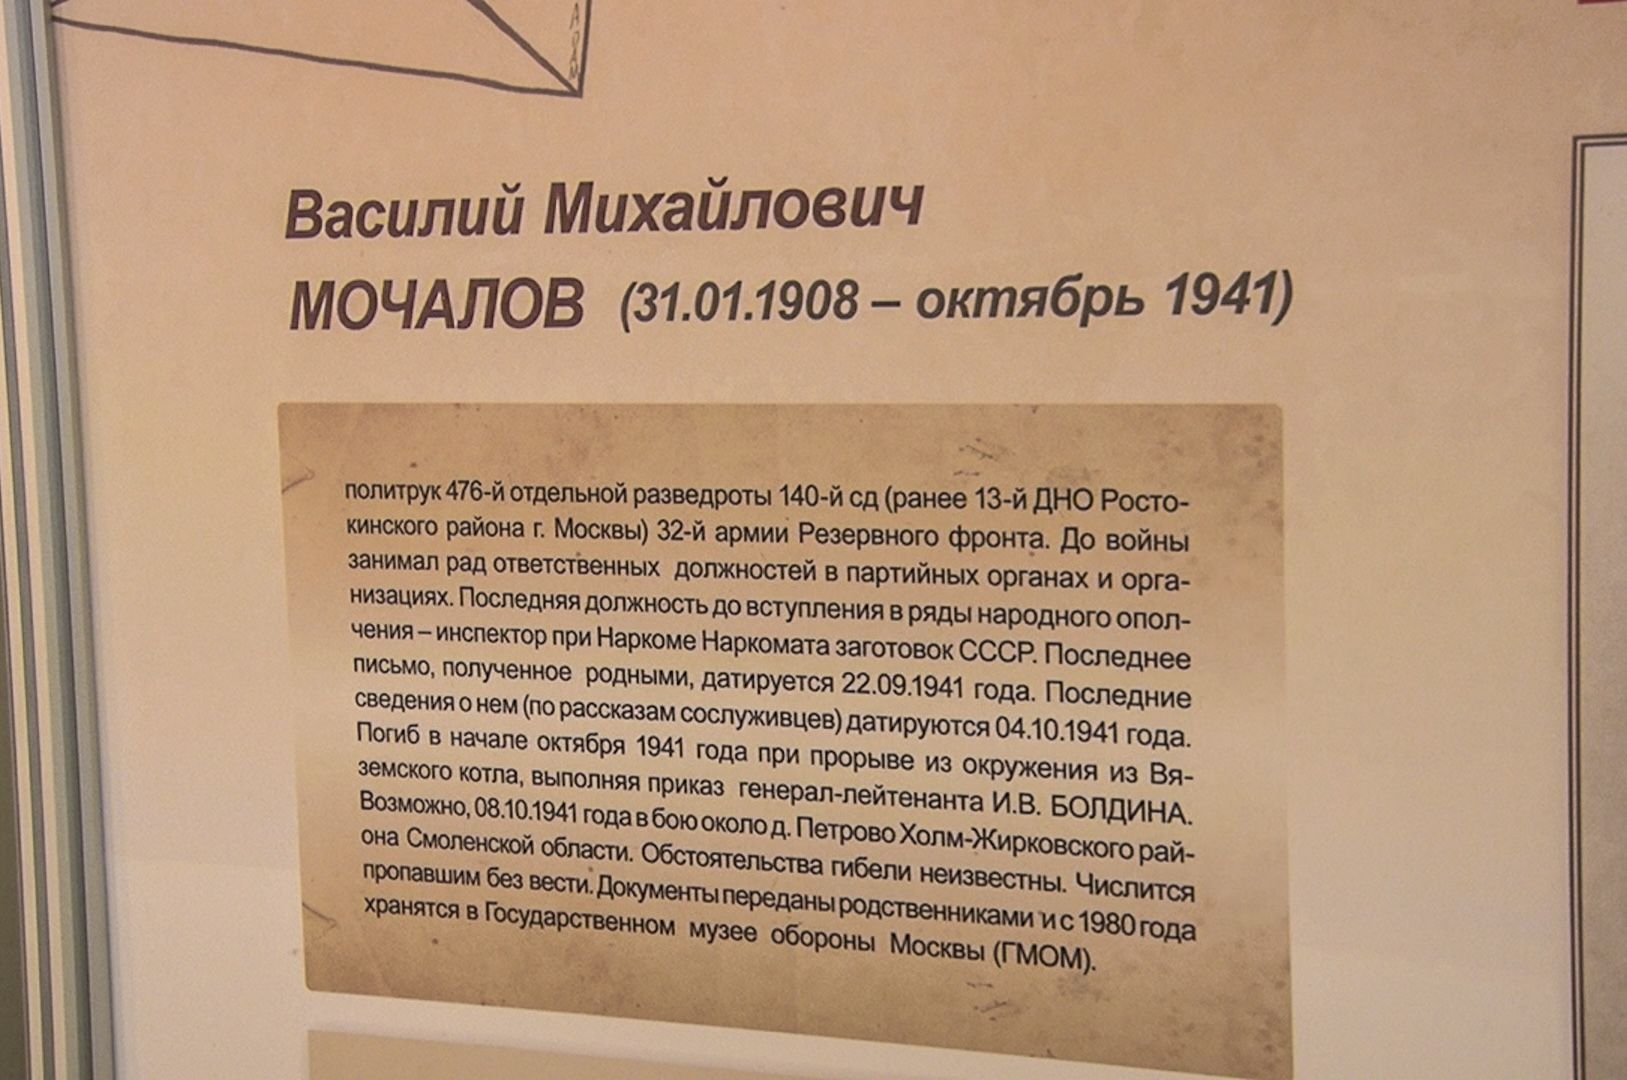 Василий Михайлович
МОЧАЛОВ (31.01.1908 – октябрь 1941)
политрук 476-й отдельной разведроты 140-й сд (ранее 13-й ДНО Росто-
кинского района г. Москвы) 32-й армии Резервного фронта. До войны
занимал рад ответственных должностей в партийных органах и орга-
низациях. Последняя должность до вступления в ряды народного опол-
чения – инспектор при Наркоме Наркомата заготовок СССР. Последнее
письмо, полученное родными, датируется 22.09.1941 года. Последние
сведения о нем (по рассказам сослуживцев) датируются 04.10.1941 года.
Погиб в начале октября 1941 года при прорыве из окружения из Вя-
земского котла, выполняя приказ генерал-лейтенанта И.В. БОЛДИНА.
Возможно, 08.10.1941 года в бою около д. Петрово Холм-Жирковского рай-
она Смоленской области. Обстоятельства гибели неизвестны. Числится
пропавшим без вести. Документы переданы родственниками и с 1980 года
хранятся в Государственном музее обороны Москвы (ГМОМ).